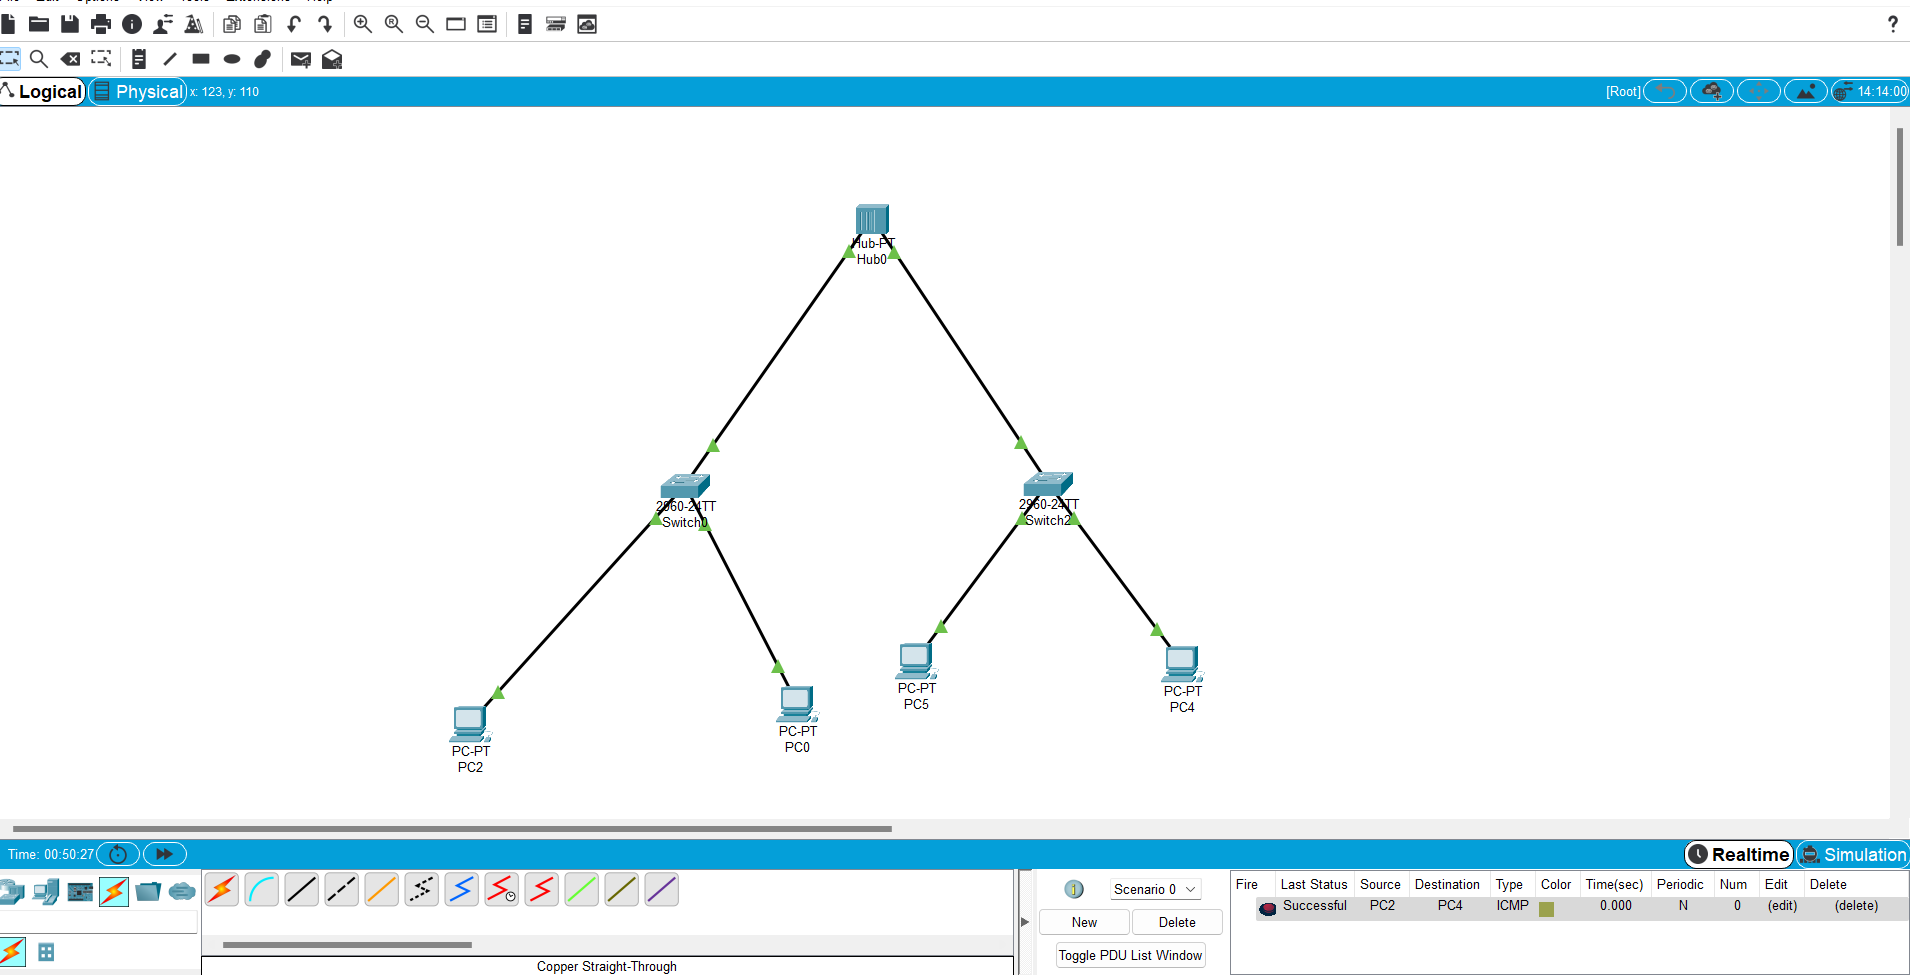 Logical
Physical
x: 123, y: 110
[Root]
14:14:00
Hub-PT
Hub0
2960-24TT
Switch0
2960-24TT
Switch2
PC-PT
PC5
PC-PT
PC4
PC-PT
PC0
PC-PT
PC2
Time: 00:50:27
Realtime
Simulation
Scenario 0
New
Delete
Toggle PDU List Window
Fire Last Status Source Destination Type Color Time(sec) Periodic Num Edit Delete
Successful PC2 PC4 ICMP 0.000 N 0 (edit) (delete)
Copper Straight-Through